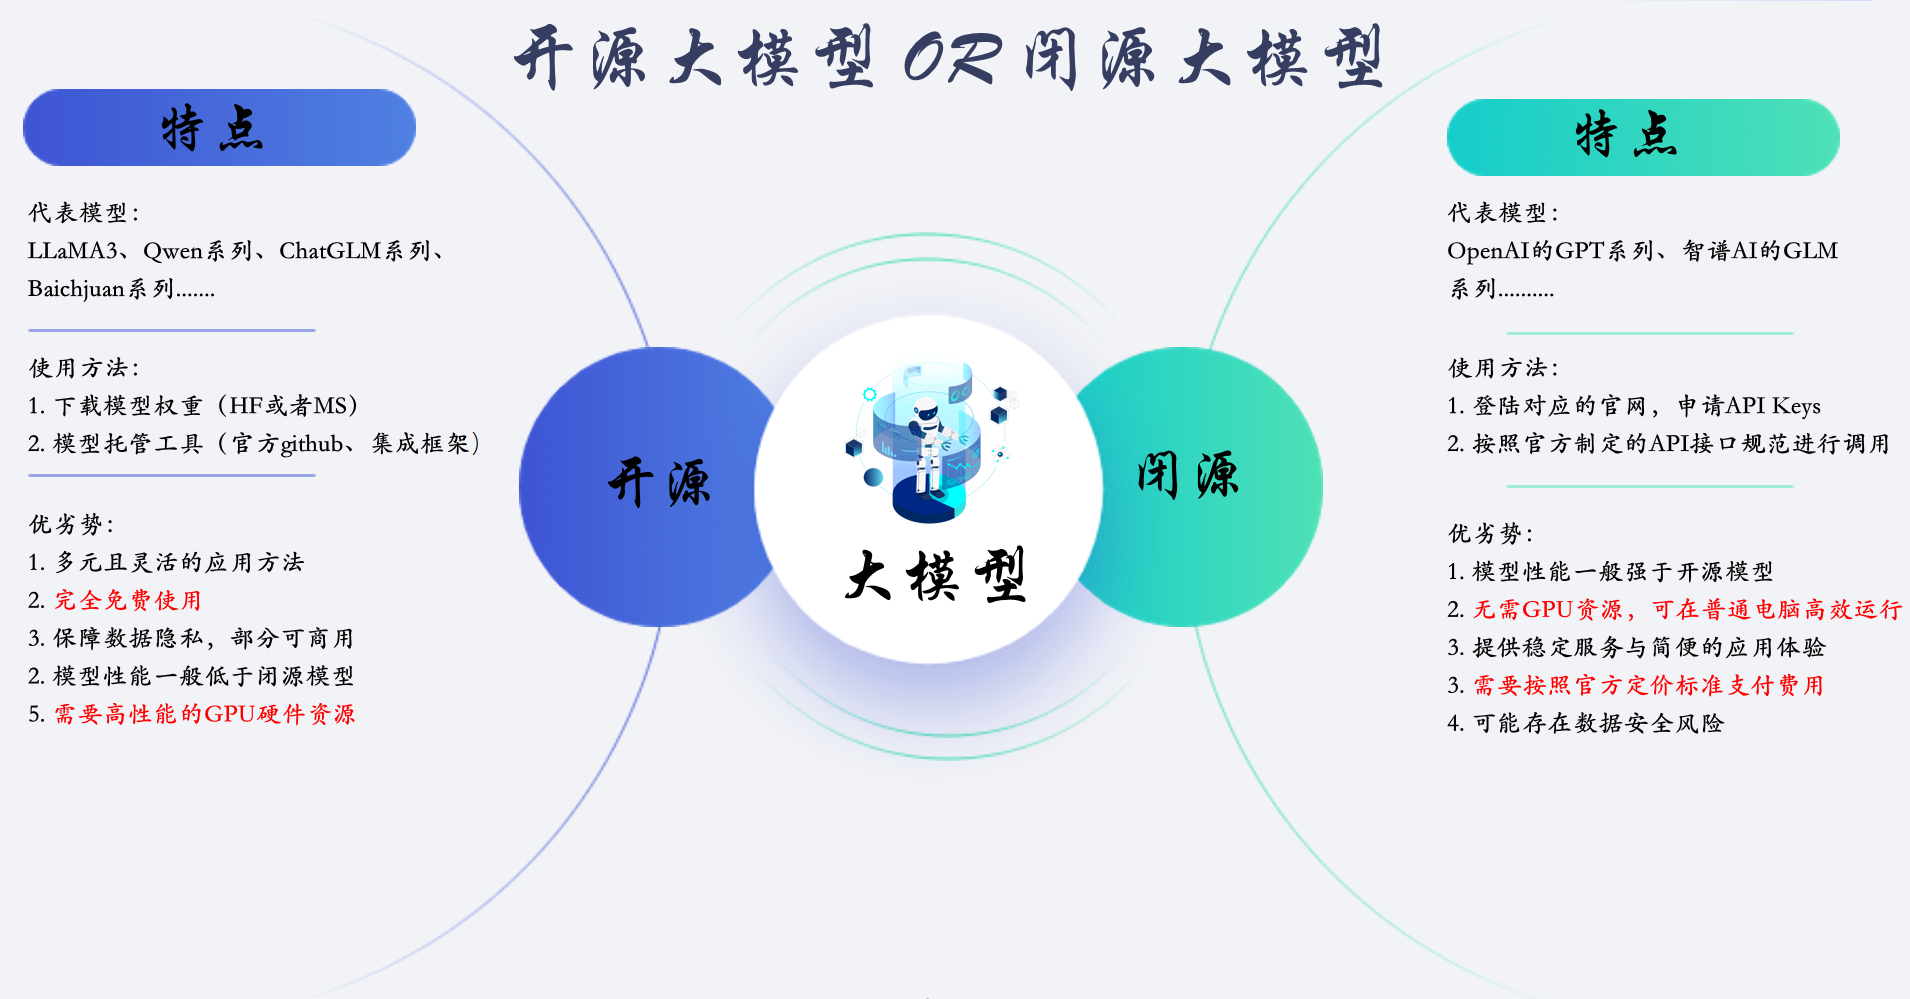 开源大模型 OR 闭源大模型
特点
代表模型：
LLaMA3、Qwen系列、ChatGLM系列、
Baichjuan系列.......
使用方法：
1. 下载模型权重（HF或者MS）
2. 模型托管工具（官方github、集成框架）
优劣势：
1. 多元且灵活的应用方法
2. 完全免费使用
3. 保障数据隐私，部分可商用
2. 模型性能一般低于闭源模型
5. 需要高性能的GPU硬件资源
开源
大模型
闭源
特点
代表模型：
OpenAI的GPT系列、智谱AI的GLM
系列..........
使用方法：
1. 登陆对应的官网，申请API Keys
2. 按照官方制定的API接口规范进行调用
优劣势：
1. 模型性能一般强于开源模型
2. 无需GPU资源，可在普通电脑高效运行
3. 提供稳定服务与简便的应用体验
3. 需要按照官方定价标准支付费用
4. 可能存在数据安全风险